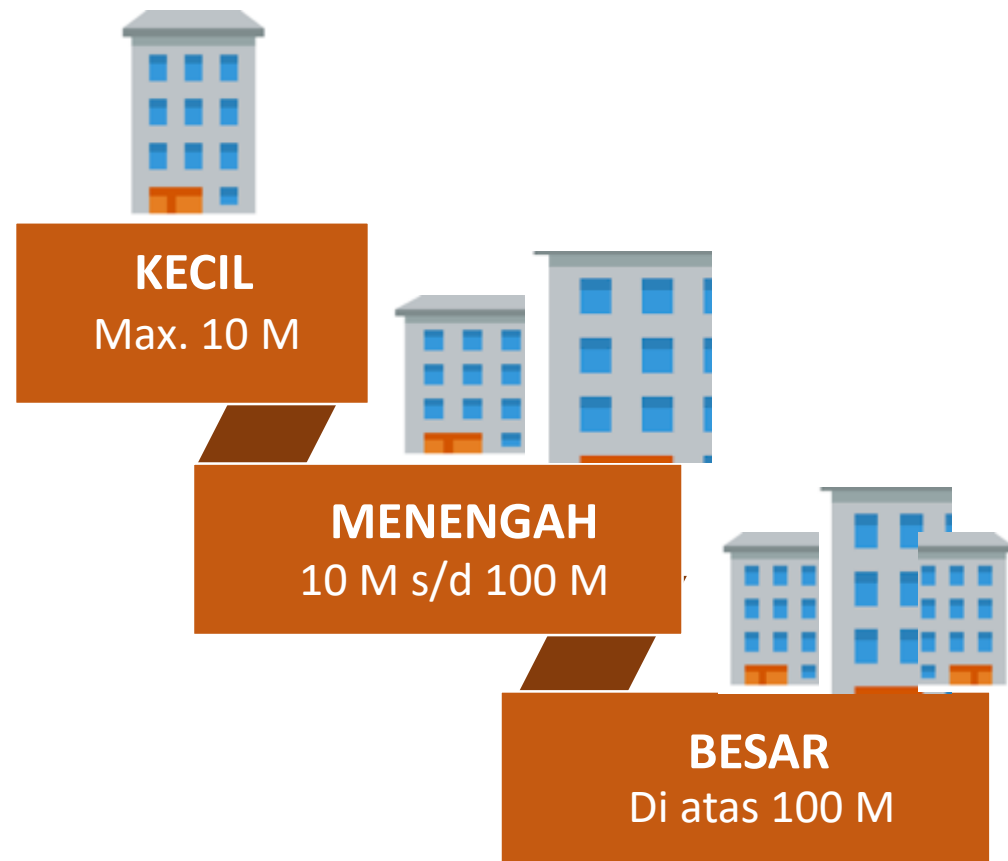 KECIL
Max. 10 M
MENENGAH
10 M s/d 100 M
BESAR
Di atas 100 M